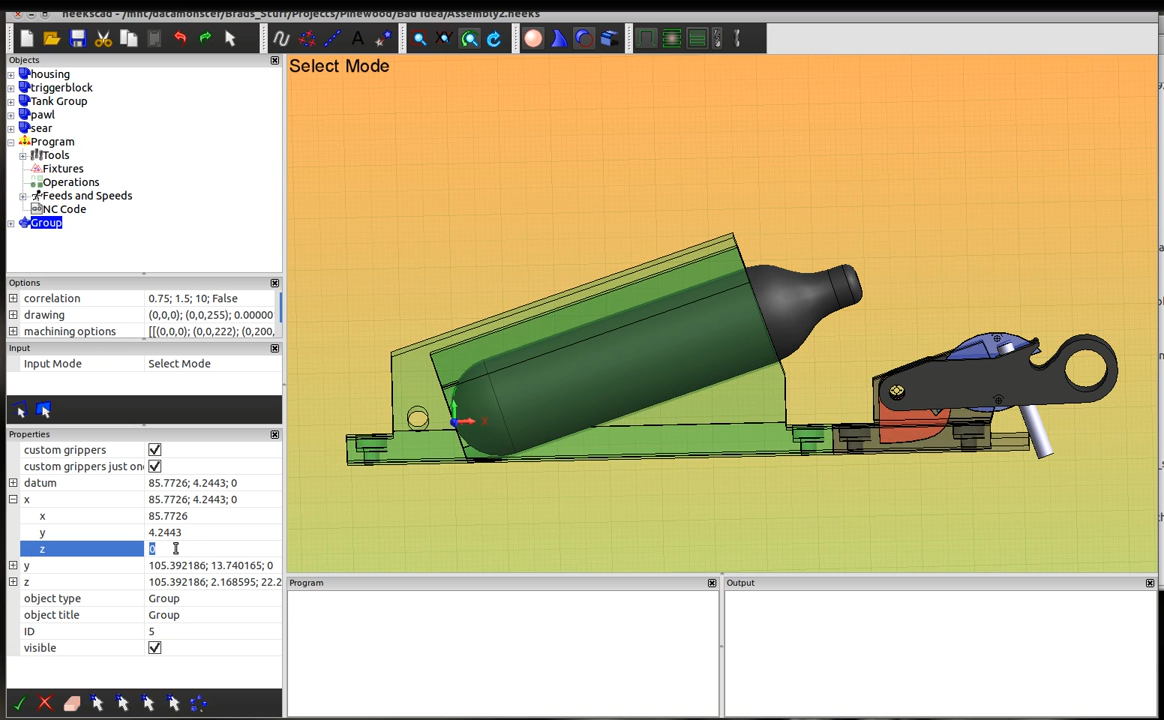 heekscad - /mnt/datamonster/Brads_Stuff/Projects/Pinewood/Bad Idea/Assembly2.heeks
Objects
housing
triggerblock
Tank Group
pawl
sear
Program
Tools
Fixtures
Operations
Feeds and Speeds
NC Code
Group
Options
correlation 0.75; 1.5; 10; False
drawing (0,0,0); (0,0,255); 0.00000
machining options [[(0,0,0); (0,0,222); (0,200,
Input
Input Mode Select Mode
Properties
custom grippers
custom grippers just one
datum 85.7726; 4.2443; 0
x 85.7726; 4.2443; 0
x 85.7726
y 4.2443
z 0
y 105.392186; 13.740165; 0
z 105.392186; 2.168595; 22.2
object type Group
object title Group
ID 5
visible
Select Mode
X
Program
Output